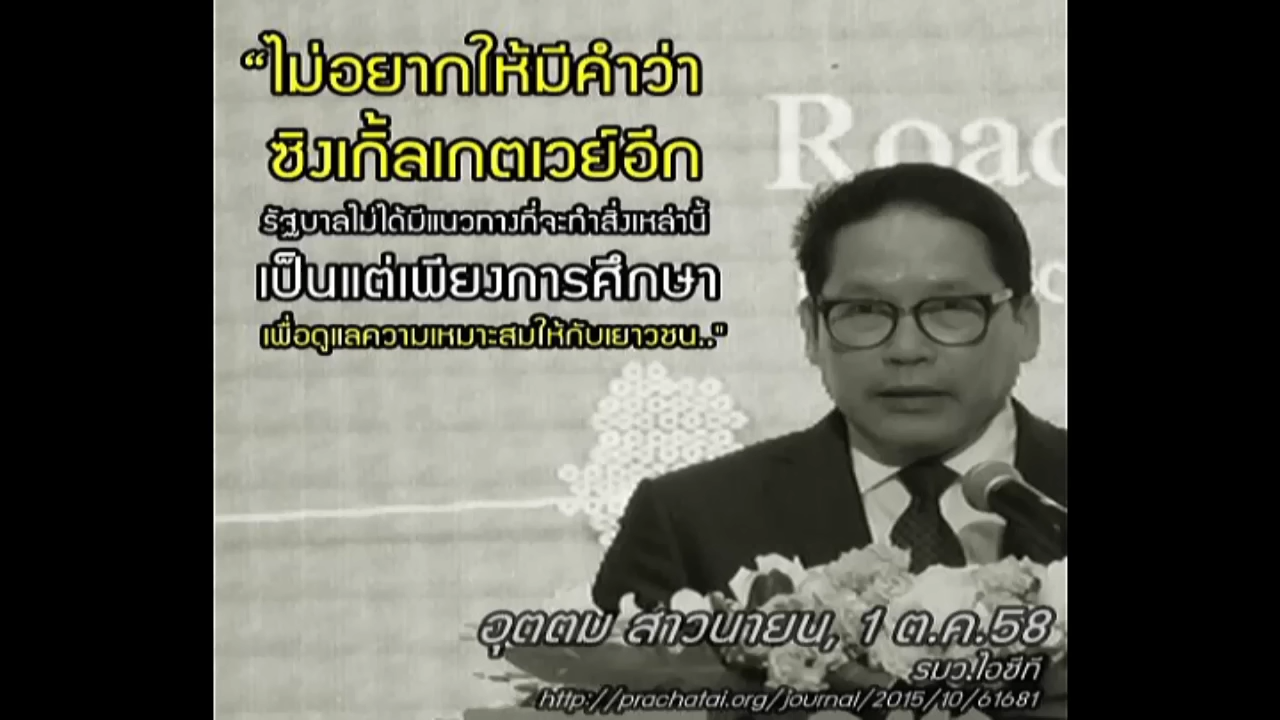 “ไม่อยากให้มีคำว่า
ซิงเกิ้ลเกตเวย์อีก
รัฐบาลไม่ได้มีแนวทางที่จะทำสิ่งเหล่านี้
เป็นแต่เพียงการศึกษา
เพื่อดูแลความเหมาะสมให้กับเยาวชน.."
Roa
อุตตม สาวนายน, 1 ต.ค.58
รมว.ไอซีที
http://prachatai.org/journal/2015/10/61681